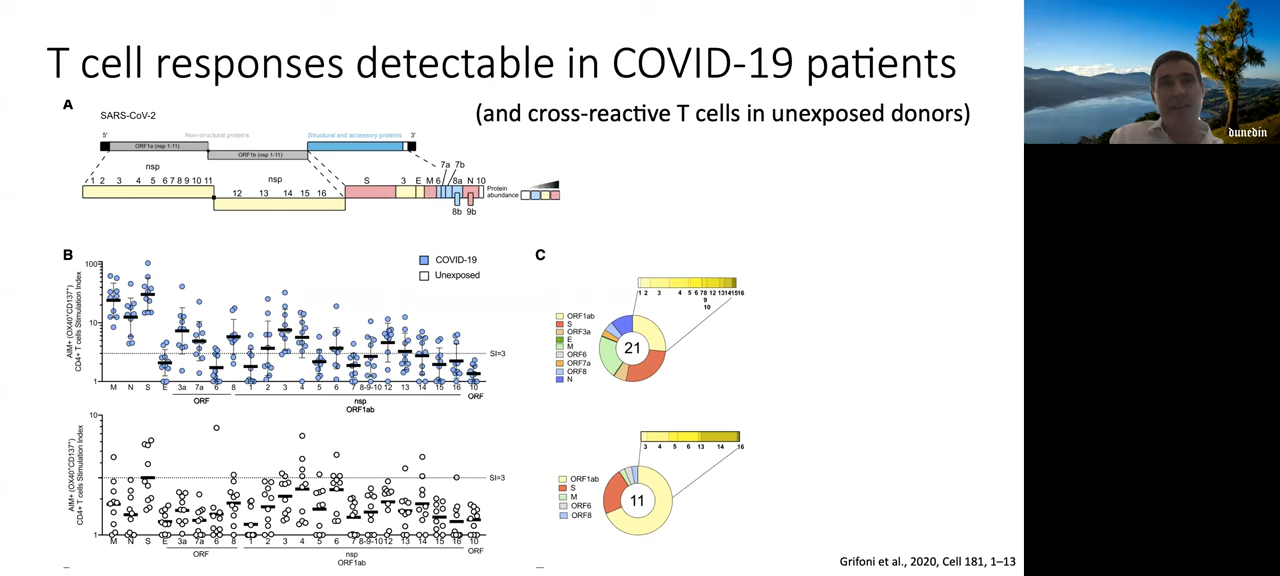 T cell responses detectable in COVID-19 patients
(and cross-reactive T cells in unexposed donors)
A
SARS-CoV-2
5' Non-structural proteins Structural and accessory proteins 3'
ORF1a (nsp 1-11)
ORF1b (nsp 1-11)
nsp nsp 7a 7b
1 2 3 4 5 6 7 8 9 10 11 12 13 14 15 16 S 3 E M 6 8a N 10
Protein abundance
8b 9b
B
COVID-19
Unexposed
AIM+ (OX40+CD137+)
CD4+ T cells Stimulation Index
100
10
1
SI=3
M N S E 3a 7a 6 8 1 2 3 4 5 6 7 8-9-10 12 13 14 15 16 10
ORF nsp ORF
ORF1ab
AIM+ (OX40+CD137+)
CD4+ T cells Stimulation Index
10
1
SI=3
M N S E 3a 7a 6 8 1 2 3 4 5 6 7 8-9-10 12 13 14 15 16 10
ORF nsp ORF
ORF1ab
C
1 2 3 4 5 6 7 8 12 13 14 15 16
9
10
ORF1ab
S
ORF3a
E
M
ORF6
ORF7a
ORF8
N
21
3 4 5 6 13 14 16
ORF1ab
S
M
ORF6
ORF8
11
Grifoni et al., 2020, Cell 181, 1–13
dunedin